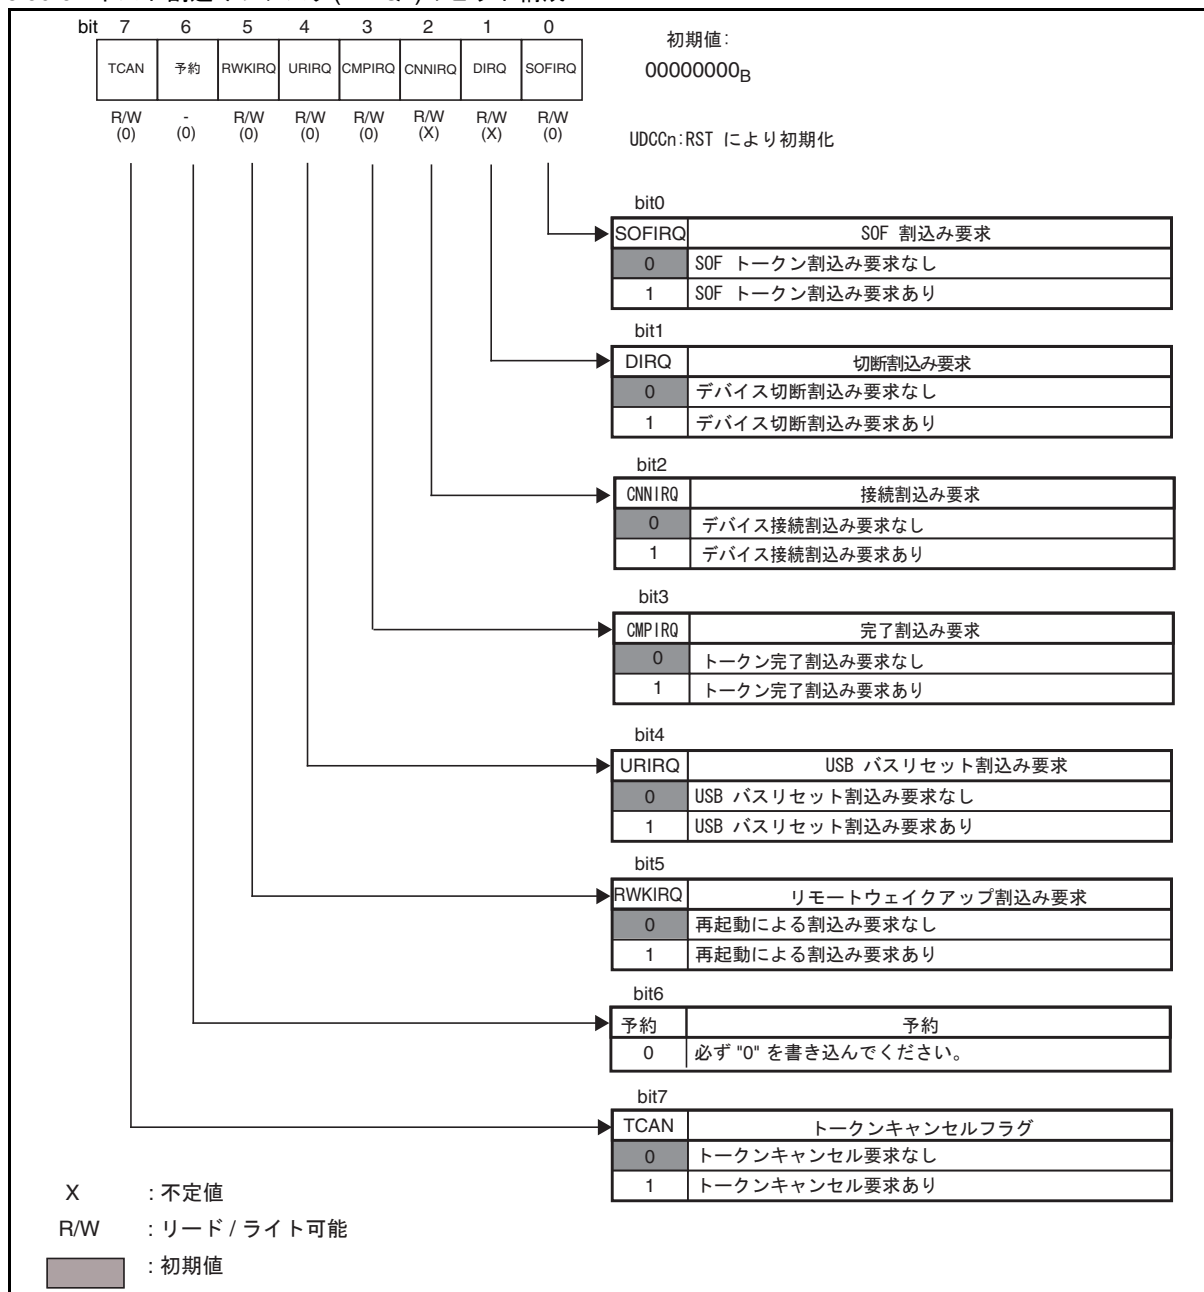 bit 7 6 5 4 3 2 1 0
TCAN 予約 RWKIRQ URIRQ CMPIRQ CNNIRQ DIRQ SOFIRQ
R/W - R/W R/W R/W R/W R/W R/W
(0) (0) (0) (0) (0) (X) (X) (0)
初期値:
00000000B
UDCCn:RST により初期化
bit0
SOFIRQ SOF 割込み要求
0 SOF トークン割込み要求なし
1 SOF トークン割込み要求あり
bit1
DIRQ 切断割込み要求
0 デバイス切断割込み要求なし
1 デバイス切断割込み要求あり
bit2
CNNIRQ 接続割込み要求
0 デバイス接続割込み要求なし
1 デバイス接続割込み要求あり
bit3
CMPIRQ 完了割込み要求
0 トークン完了割込み要求なし
1 トークン完了割込み要求あり
bit4
URIRQ USB バスリセット割込み要求
0 USB バスリセット割込み要求なし
1 USB バスリセット割込み要求あり
bit5
RWKIRQ リモートウェイクアップ割込み要求
0 再起動による割込み要求なし
1 再起動による割込み要求あり
bit6
予約 予約
0 必ず "0" を書き込んでください。
bit7
TCAN トークンキャンセルフラグ
0 トークンキャンセル要求なし
1 トークンキャンセル要求あり
X : 不定値
R/W : リード / ライト可能
: 初期値